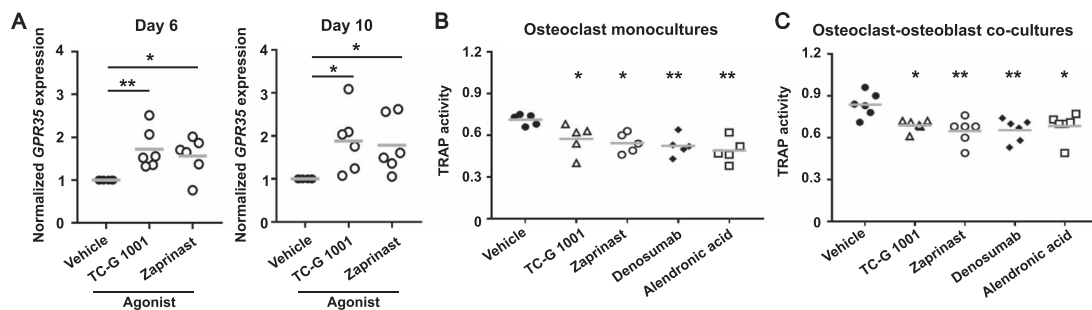 A
Day 6
Normalized GPR35 expression
4
3
2
1
0
**
*
Vehicle
TC-G 1001
Zaprinast
Agonist
Day 10
Normalized GPR35 expression
4
3
2
1
0
*
*
Vehicle
TC-G 1001
Zaprinast
Agonist
B
Osteoclast monocultures
TRAP activity
1.2
0.9
0.6
0.3
0
* * ** **
Vehicle
TC-G 1001
Zaprinast
Denosumab
Alendronic acid
C
Osteoclast-osteoblast co-cultures
TRAP activity
1.2
0.9
0.6
0.3
0
* ** ** *
Vehicle
TC-G 1001
Zaprinast
Denosumab
Alendronic acid